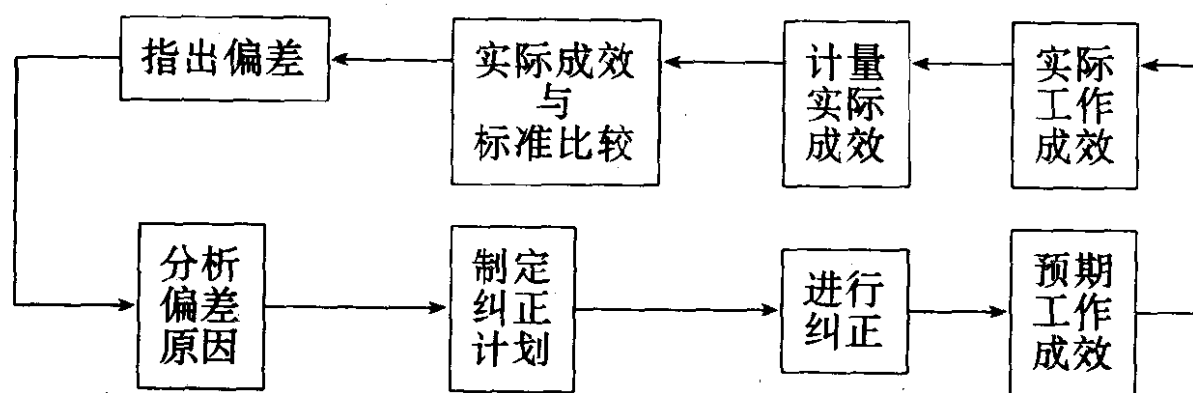 指出偏差
实际成效
与
标准比较
计量
实际
成效
实际
工作
成效
分析
偏差
原因
制定
纠正
计划
进行
纠正
预期
工作
成效